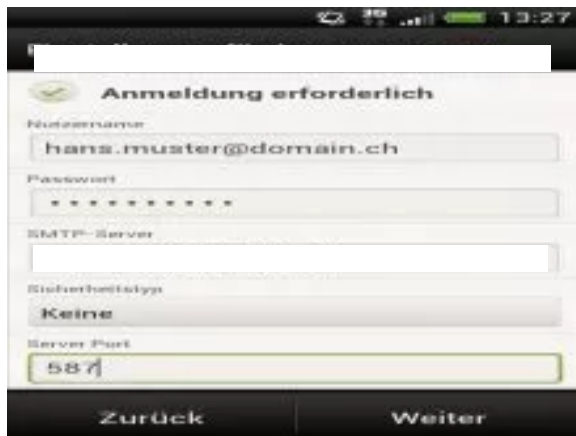 3G
13:27
Anmeldung erforderlich
Nutzername
hans.muster@domain.ch
Passwort
••••••••••
SMTP-Server
Sicherheitstyp
Keine
Server Port
587
Zurück
Weiter